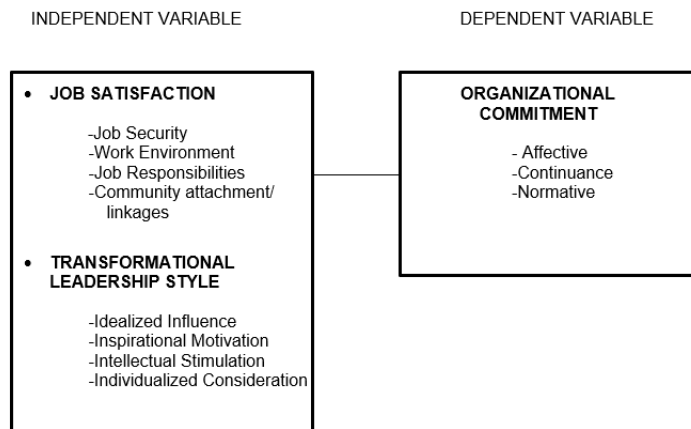 INDEPENDENT VARIABLE
DEPENDENT VARIABLE
• JOB SATISFACTION
-Job Security
-Work Environment
-Job Responsibilities
-Community attachment/
linkages
• TRANSFORMATIONAL
LEADERSHIP STYLE
-Idealized Influence
-Inspirational Motivation
-Intellectual Stimulation
-Individualized Consideration
ORGANIZATIONAL
COMMITMENT
- Affective
-Continuance
-Normative